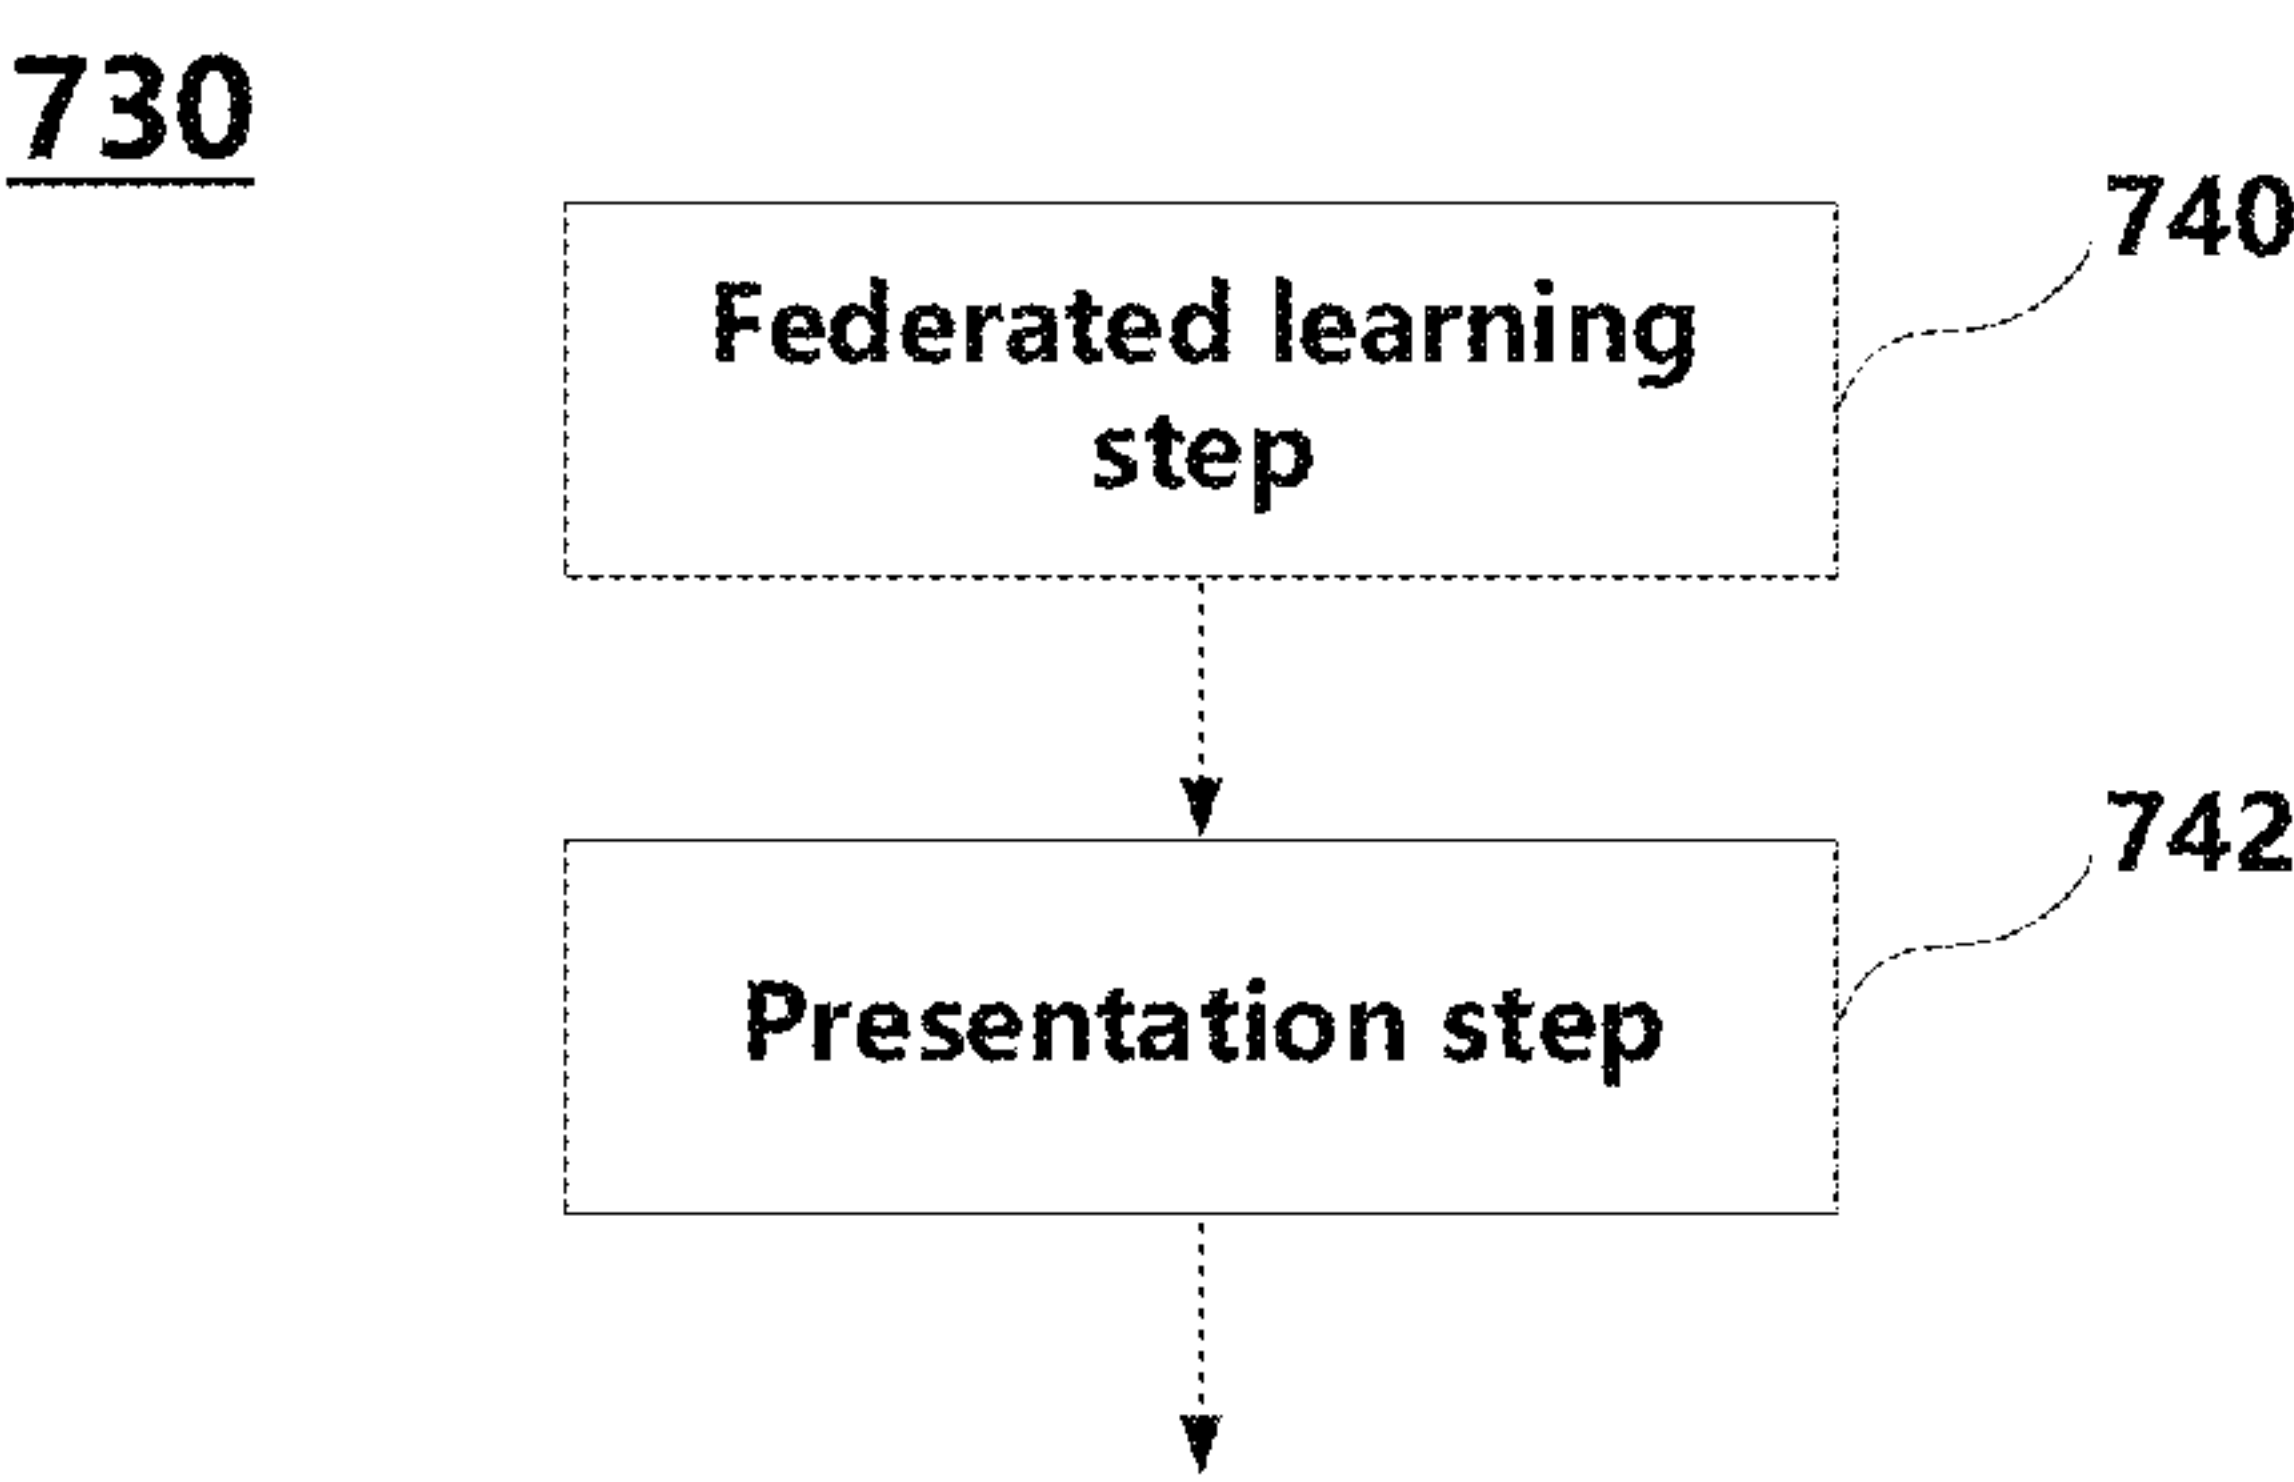 730
740
Federated learning
step
742
Presentation step